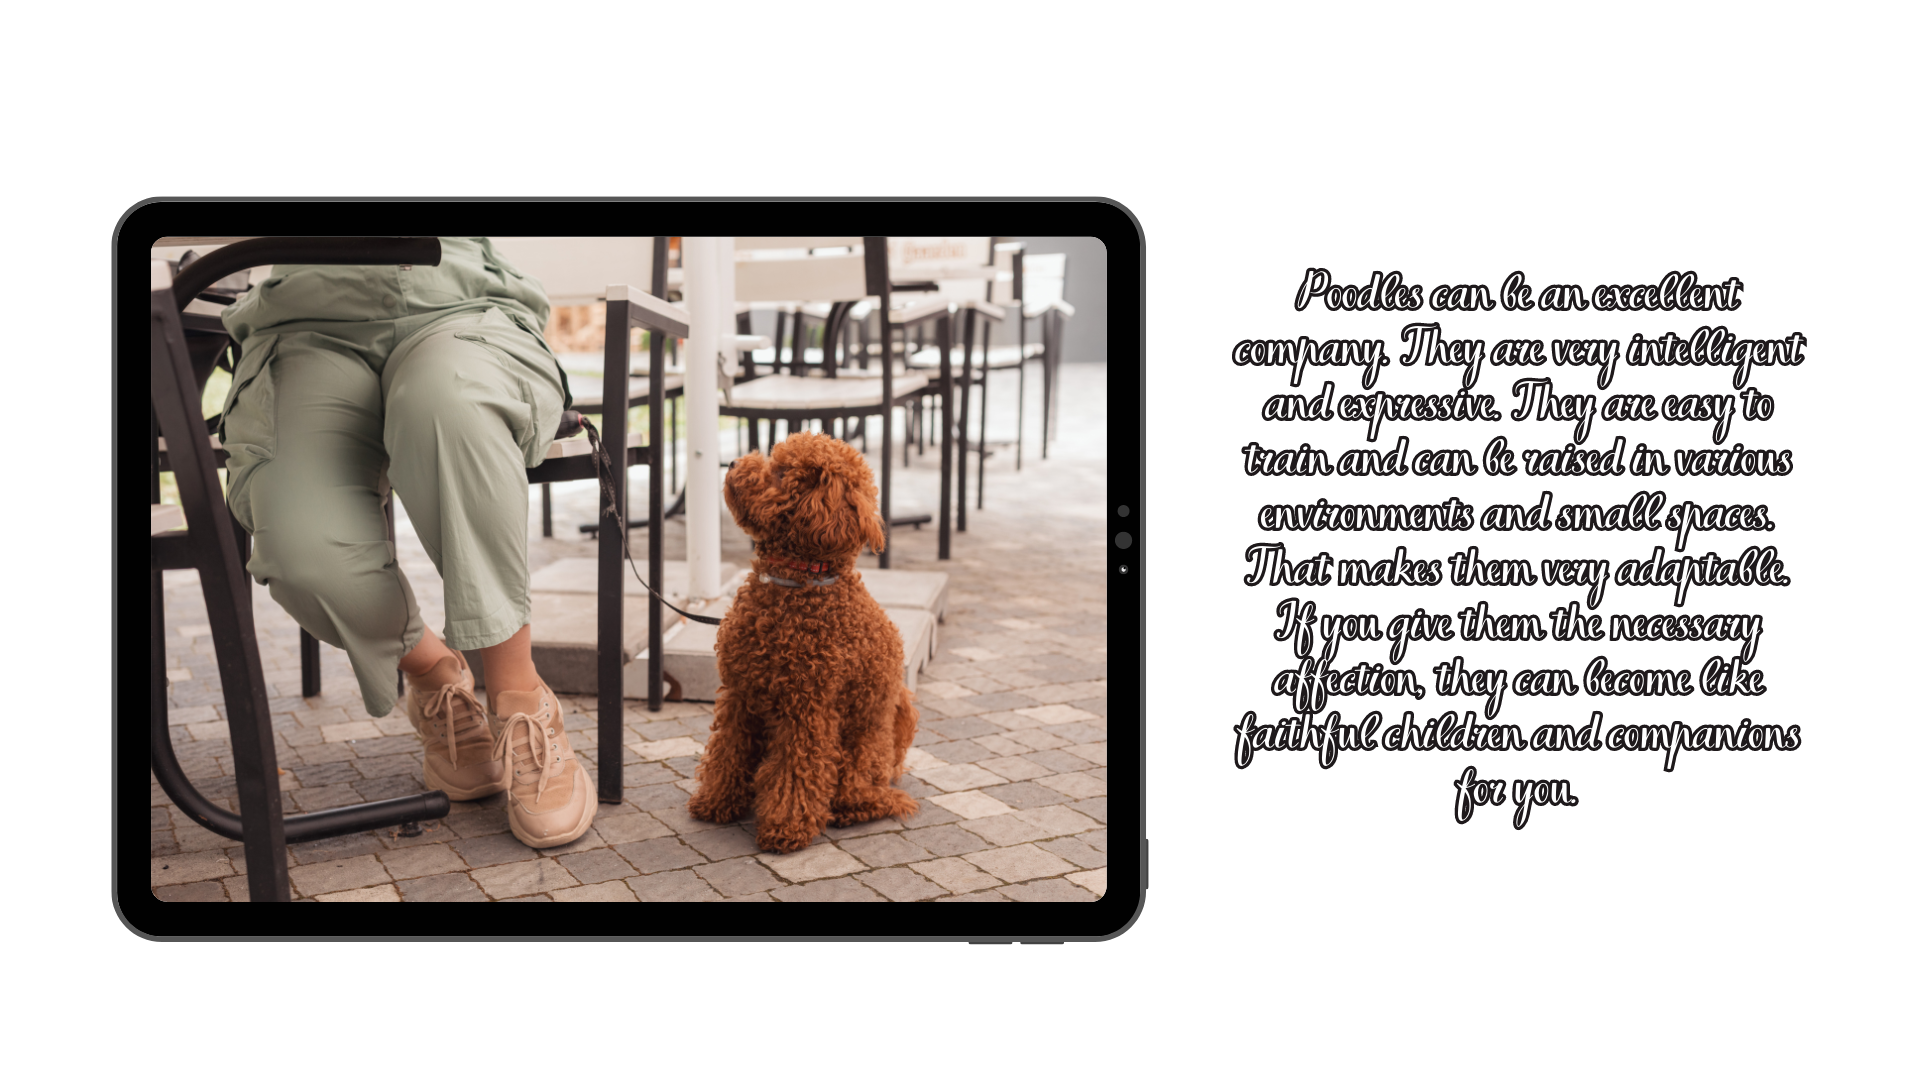 Poodles can be an excellent
company. They are very intelligent
and expressive. They are easy to
train and can be raised in various
environments and small spaces.
That makes them very adaptable.
If you give them the necessary
affection, they can become like
faithful children and companions
for you.